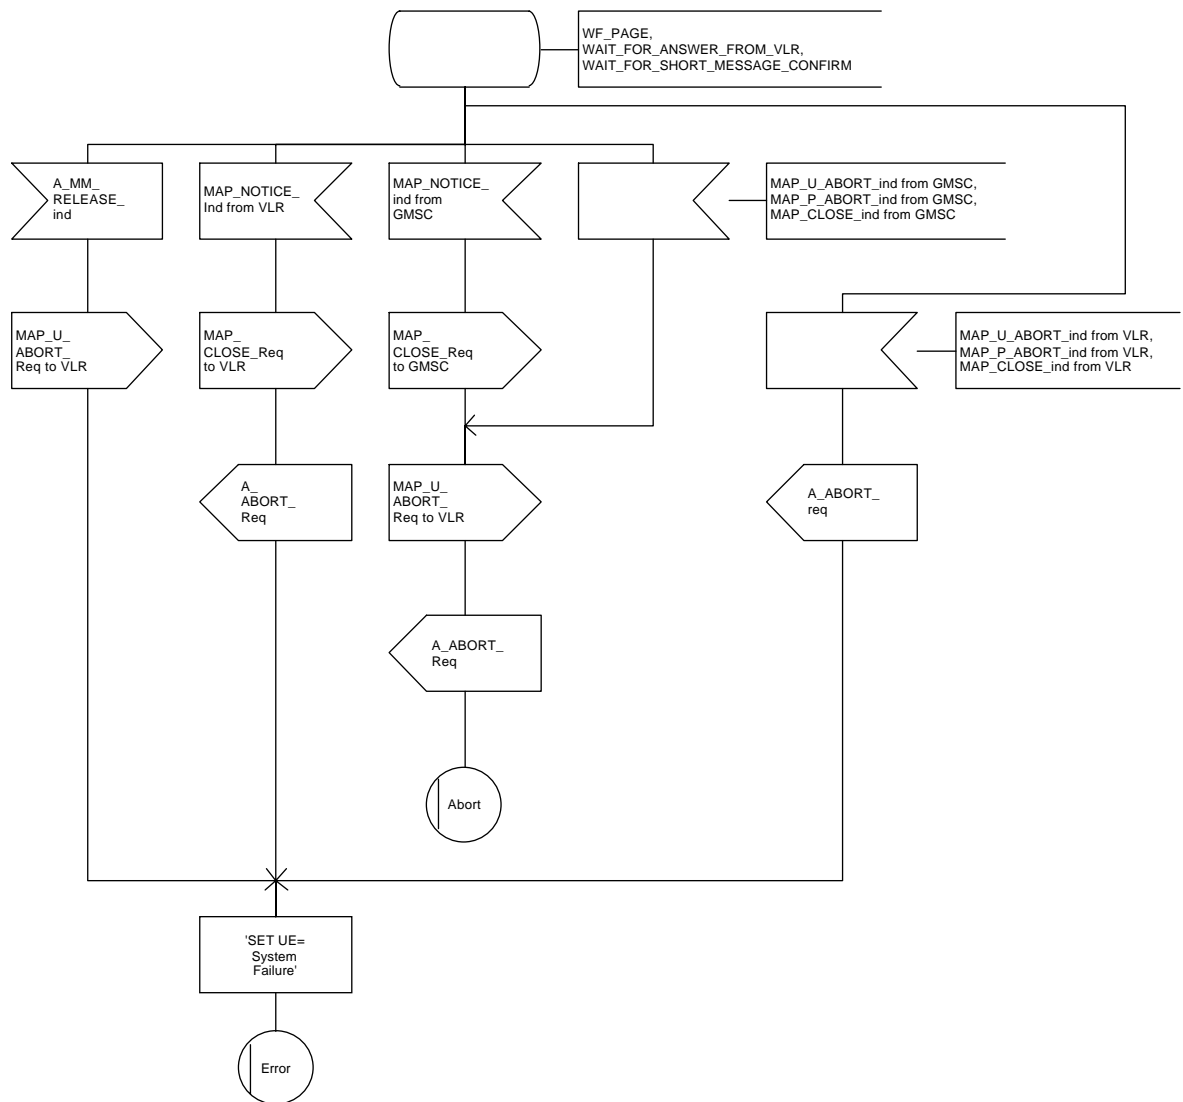 WF_PAGE,
WAIT_FOR_ANSWER_FROM_VLR,
WAIT_FOR_SHORT_MESSAGE_CONFIRM
A_MM_
RELEASE_
ind
MAP_NOTICE_
Ind from VLR
MAP_NOTICE_
ind from
GMSC
MAP_U_ABORT_ind from GMSC,
MAP_P_ABORT_ind from GMSC,
MAP_CLOSE_ind from GMSC
MAP_U_
ABORT_
Req to VLR
MAP_
CLOSE_Req
to VLR
MAP_
CLOSE_Req
to GMSC
MAP_U_ABORT_ind from VLR,
MAP_P_ABORT_ind from VLR,
MAP_CLOSE_ind from VLR
A_
ABORT_
Req
MAP_U_
ABORT_
Req to VLR
A_ABORT_
req
A_ABORT_
Req
Abort
'SET UE=
System
Failure'
Error